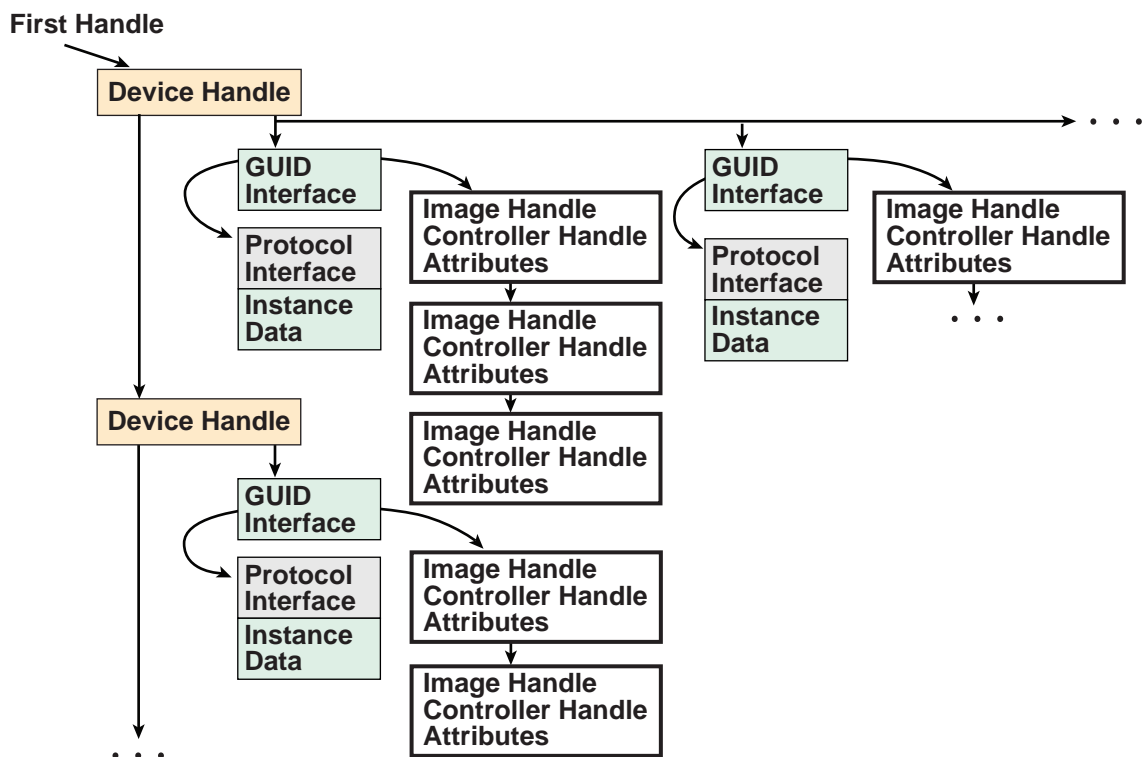 First Handle
Device Handle
. . .
GUID
Interface
Protocol
Interface
Instance
Data
Image Handle
Controller Handle
Attributes
Image Handle
Controller Handle
Attributes
Image Handle
Controller Handle
Attributes
GUID
Interface
Protocol
Interface
Instance
Data
Image Handle
Controller Handle
Attributes
. . .
Device Handle
GUID
Interface
Protocol
Interface
Instance
Data
Image Handle
Controller Handle
Attributes
Image Handle
Controller Handle
Attributes
. . .